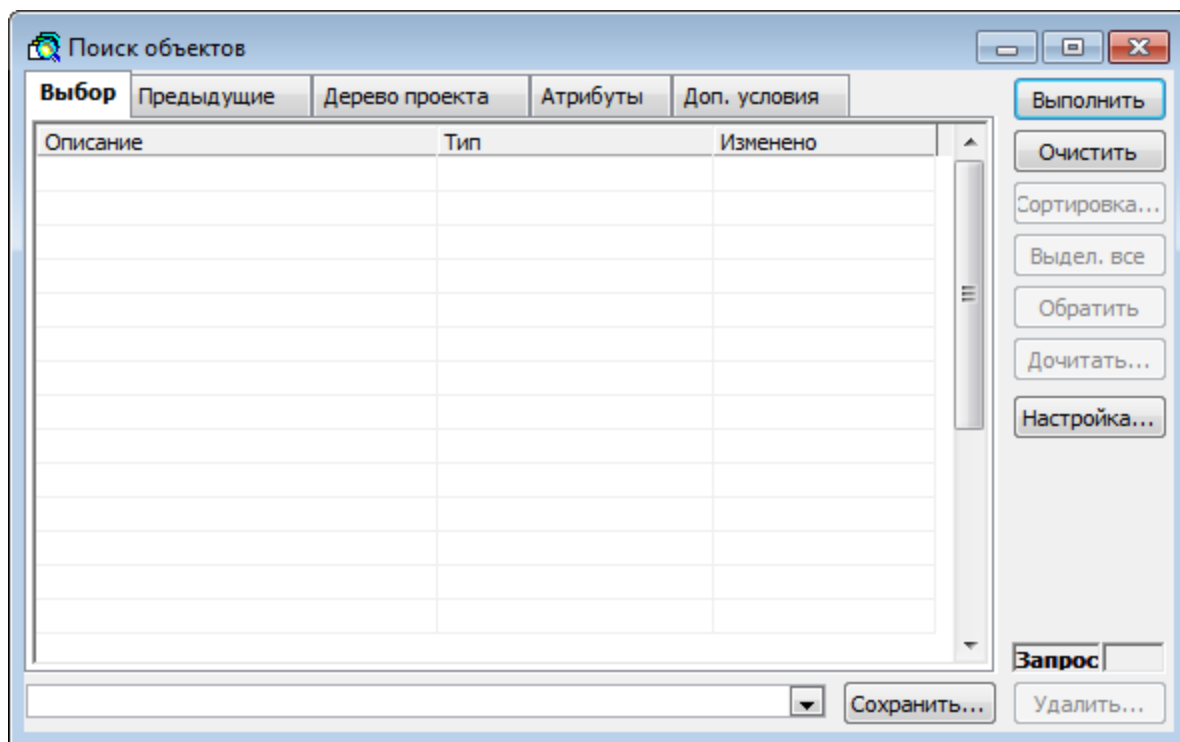 Поиск объектов
Выбор Предыдущие Дерево проекта Атрибуты Доп. условия
Описание Тип Изменено
Выполнить
Очистить
Сортировка...
Выдел. все
Обратить
Дочитать...
Настройка...
Запрос
Сохранить... Удалить...